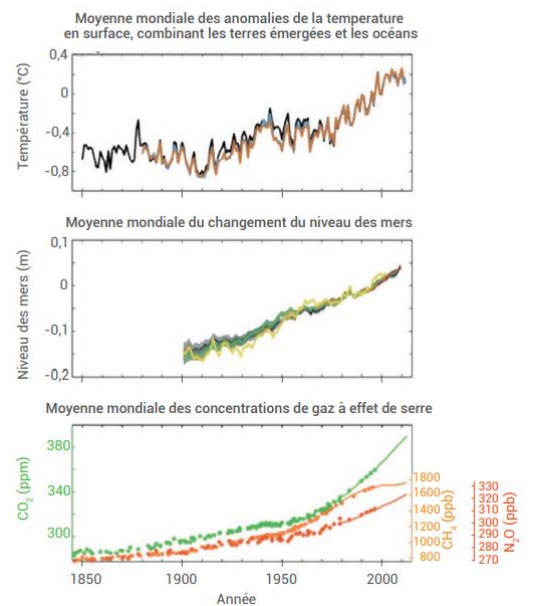 Moyenne mondiale des anomalies de la temperature
en surface, combinant les terres émergées et les océans
Température (°C)
0,4
0
-0,4
-0,8
Moyenne mondiale du changement du niveau des mers
Niveau des mers (m)
0,1
0
-0,1
-0,2
Moyenne mondiale des concentrations de gaz à effet de serre
CO₂ (ppm)
380
340
300
1800
1600
1400
1200
1000
800
CH₄ (ppb)
330
320
310
300
290
280
270
N₂O (ppb)
1850
1900
1950
2000
Année